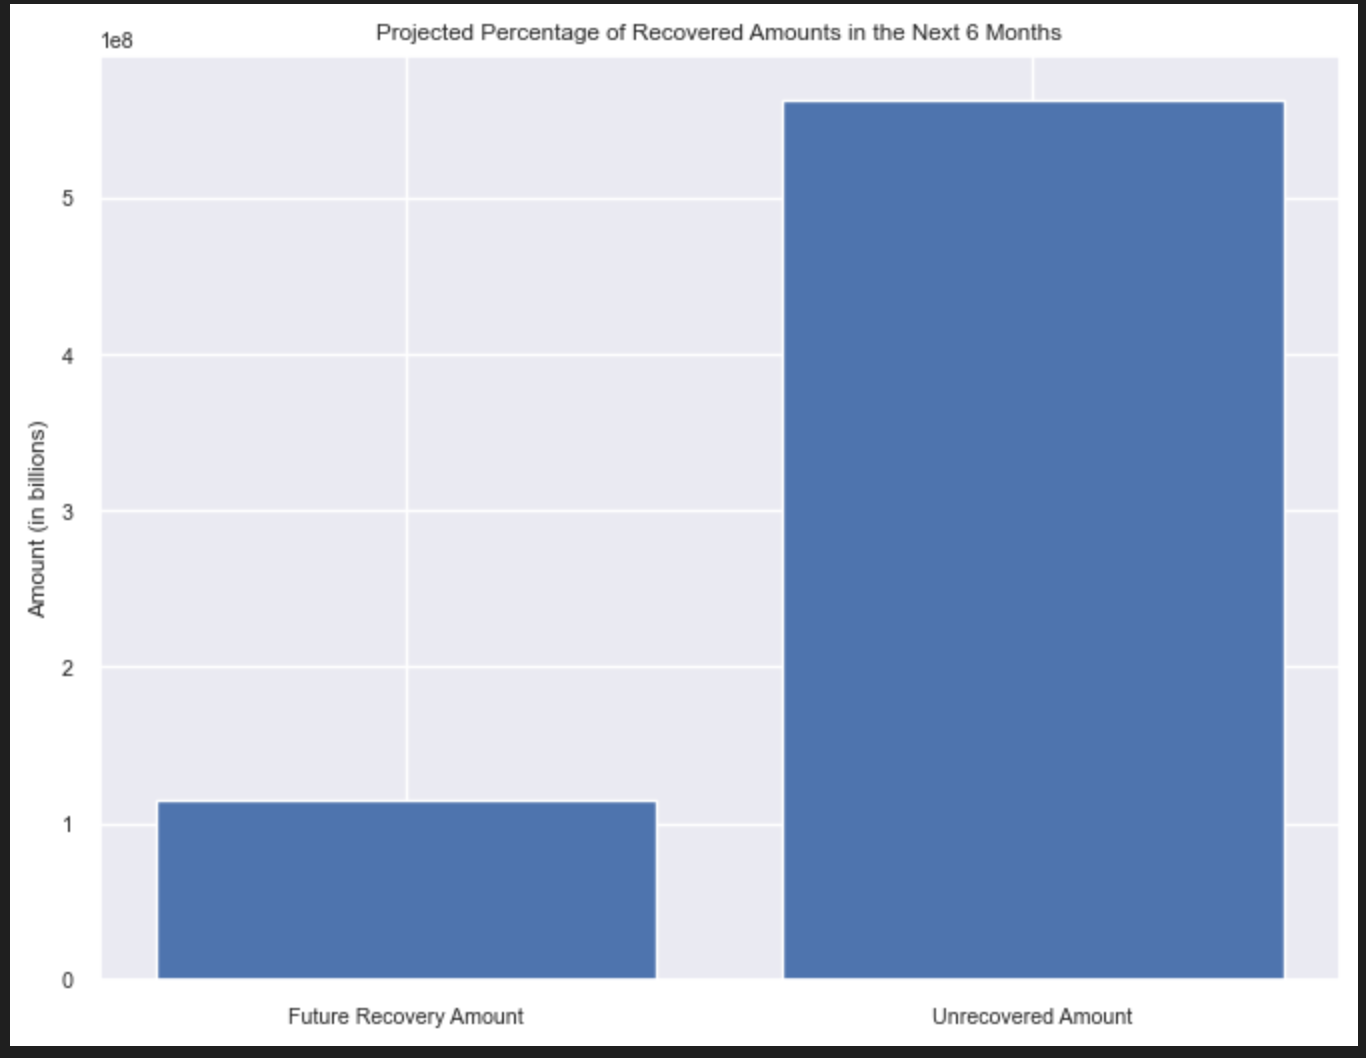 Projected Percentage of Recovered Amounts in the Next 6 Months
1e8
5
4
3
2
1
0
Amount (in billions)
Future Recovery Amount
Unrecovered Amount